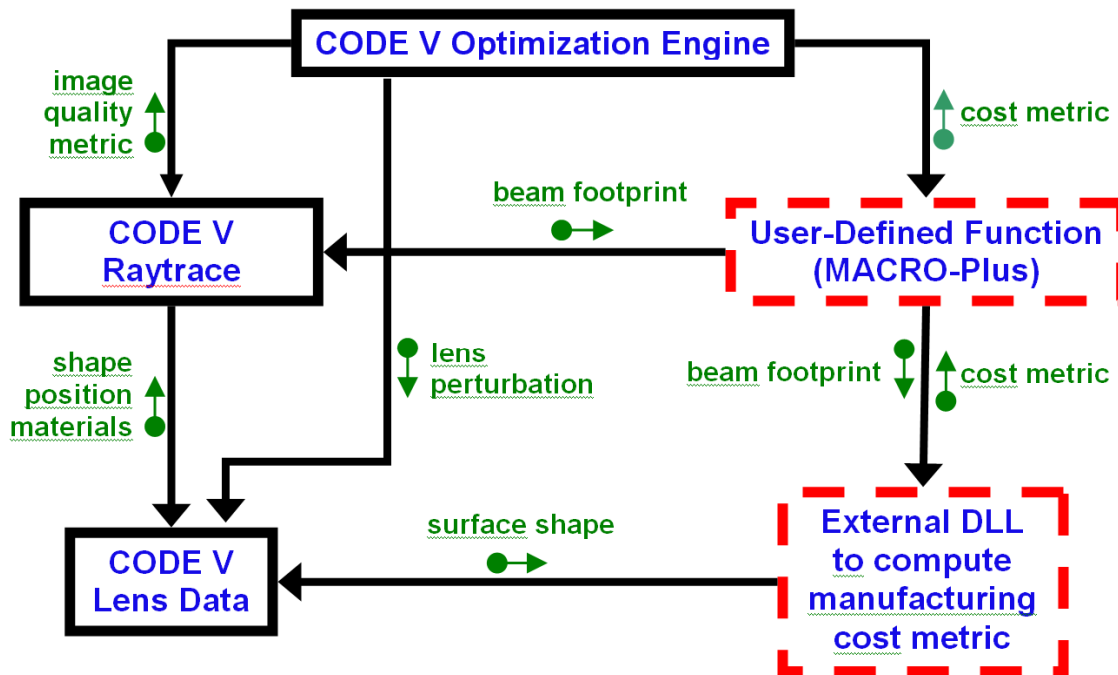 CODE V Optimization Engine
image
quality
metric
cost metric
beam footprint
CODE V
Raytrace
User-Defined Function
(MACRO-Plus)
shape
position
materials
lens
perturbation
beam footprint
cost metric
surface shape
CODE V
Lens Data
External DLL
to compute
manufacturing
cost metric